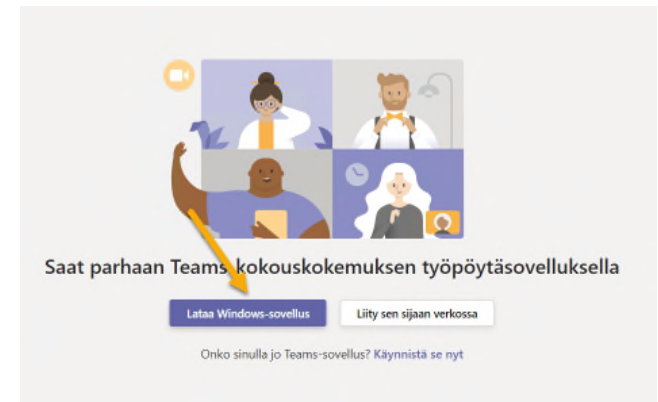 Saat parhaan Teams-kokouskokemuksen työpöytäsovelluksella
Lataa Windows-sovellus
Liity sen sijaan verkossa
Onko sinulla jo Teams-sovellus? Käynnistä se nyt